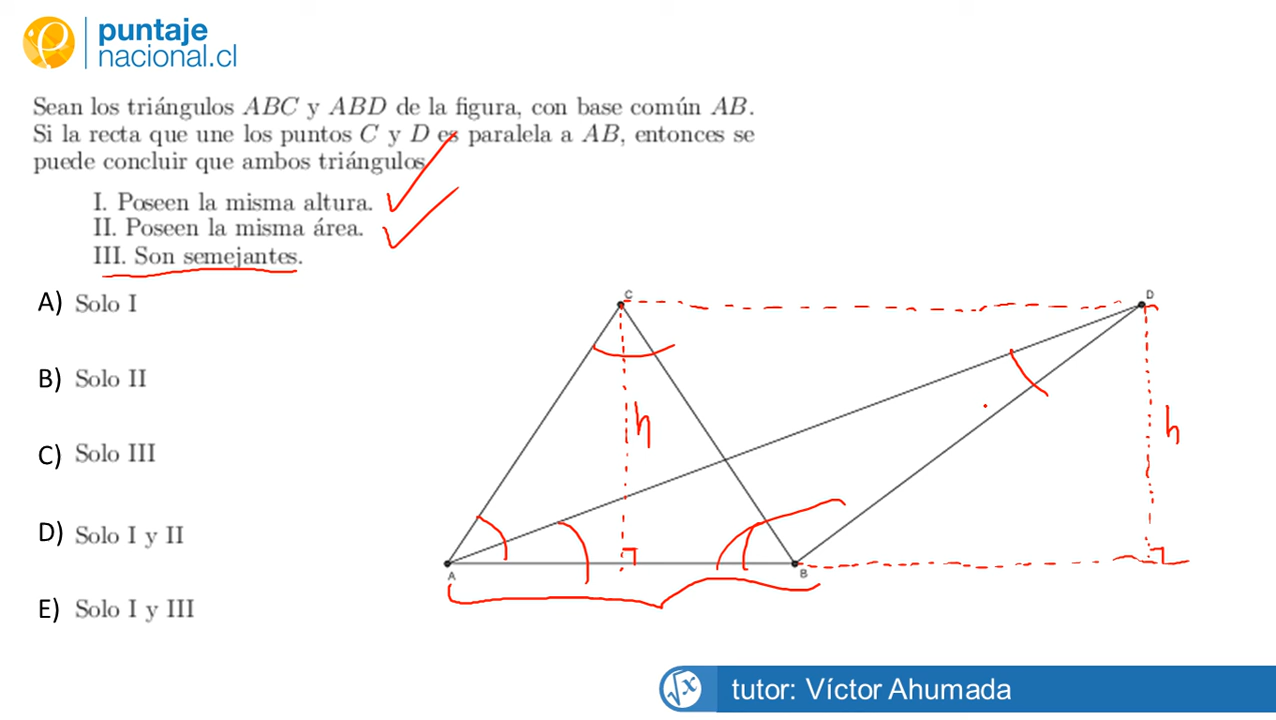 puntaje
nacional.cl
Sean los triángulos ABC y ABD de la figura, con base común AB.
Si la recta que une los puntos C y D es paralela a AB, entonces se
puede concluir que ambos triángulos
I. Poseen la misma altura.
II. Poseen la misma área.
III. Son semejantes.
A) Solo I
B) Solo II
C) Solo III
D) Solo I y II
E) Solo I y III
C
D
h
h
A
B
√x
tutor: Víctor Ahumada